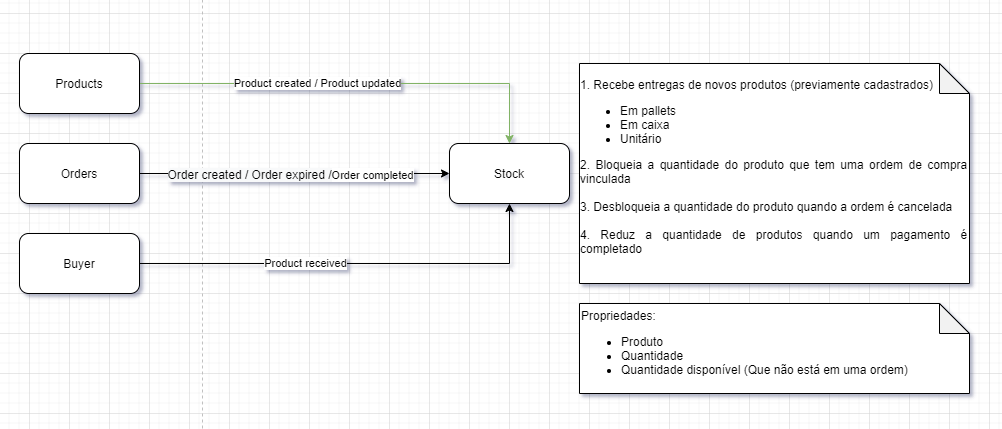 Products
Product created / Product updated
Orders
Order created / Order expired /Order completed
Stock
Buyer
Product received
1. Recebe entregas de novos produtos (previamente cadastrados)
Em pallets
Em caixa
Unitário
2. Bloqueia a quantidade do produto que tem uma ordem de compra
vinculada
3. Desbloqueia a quantidade do produto quando a ordem é cancelada
4. Reduz a quantidade de produtos quando um pagamento é
completado
Propriedades:
Produto
Quantidade
Quantidade disponível (Que não está em uma ordem)